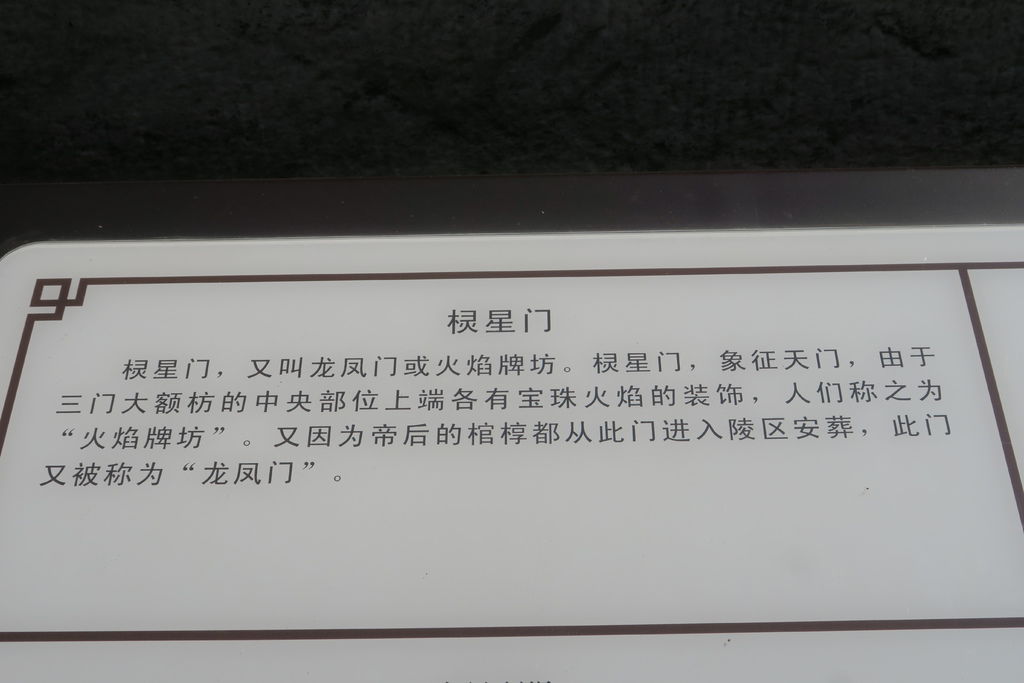 棂星门
棂星门，又叫龙凤门或火焰牌坊。棂星门，象征天门，由于
三门大额枋的中央部位上端各有宝珠火焰的装饰，人们称之为
“火焰牌坊”。又因为帝后的棺椁都从此门进入陵区安葬，此门
又被称为“龙凤门”。